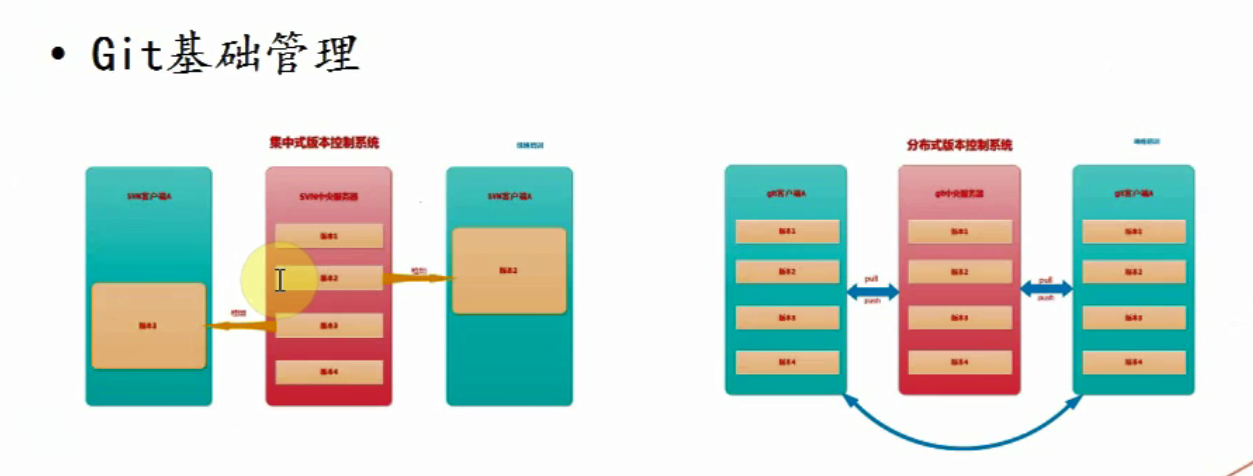 • Git基础管理
集中式版本控制系统
SVN客户端A
版本3
检出
SVN中央服务器
版本1
版本2
版本3
版本4
检出
SVN客户端A
版本2
分布式版本控制系统
git客户端A
版本1
版本2
版本3
版本4
pull
push
git中央服务器
版本1
版本2
版本3
版本4
pull
push
git客户端A
版本1
版本2
版本3
版本4